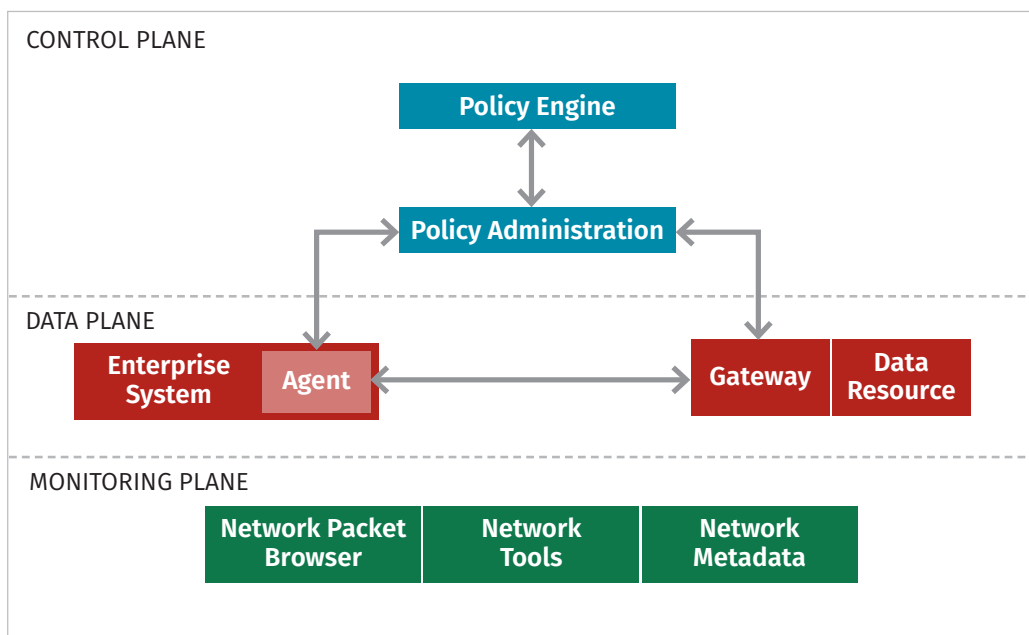 CONTROL PLANE
Policy Engine
Policy Administration
DATA PLANE
Enterprise
System
Agent
Gateway
Data
Resource
MONITORING PLANE
Network Packet
Browser
Network
Tools
Network
Metadata